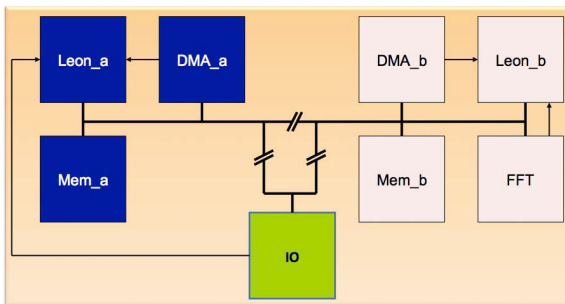 Leon_a
DMA_a
DMA_b
Leon_b
Mem_a
Mem_b
FFT
IO